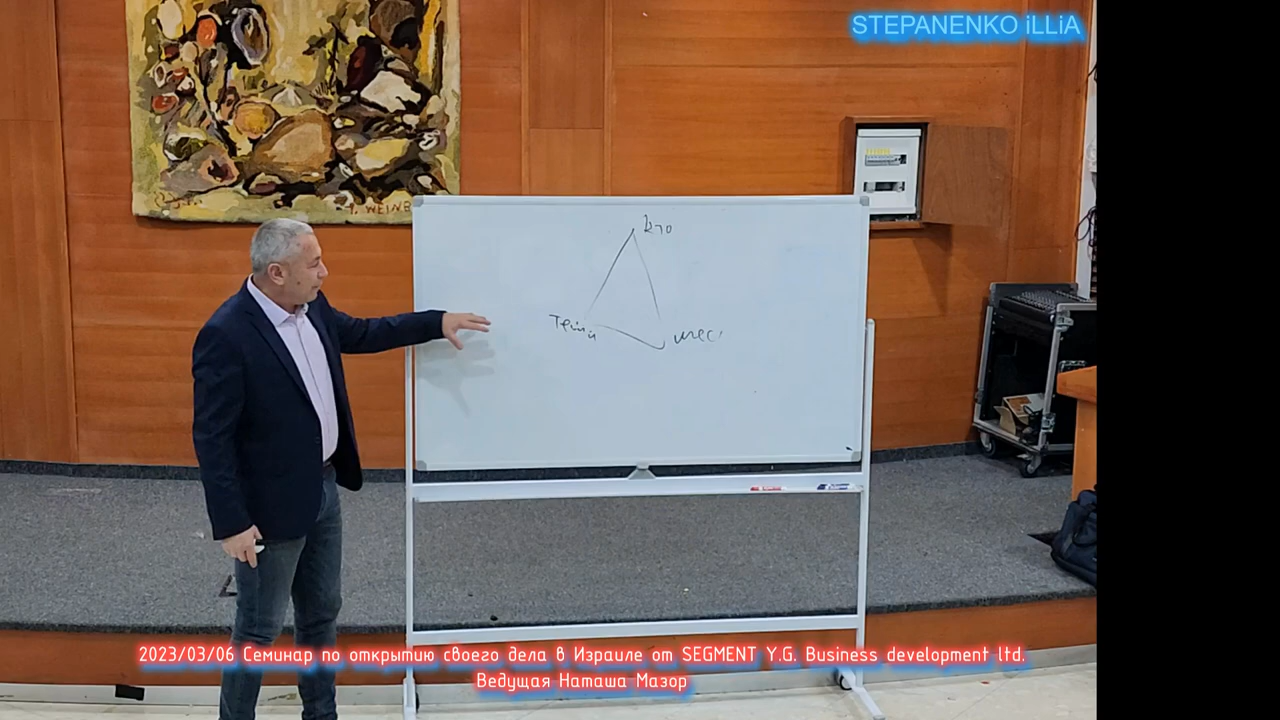 STEPANENKO iLLiA
Y. WEINB
кто
2023/03/06 Семинар по открытию своего дела в Израиле от SEGMENT Y.G. Business development ltd.
Ведущая Наташа Мазор